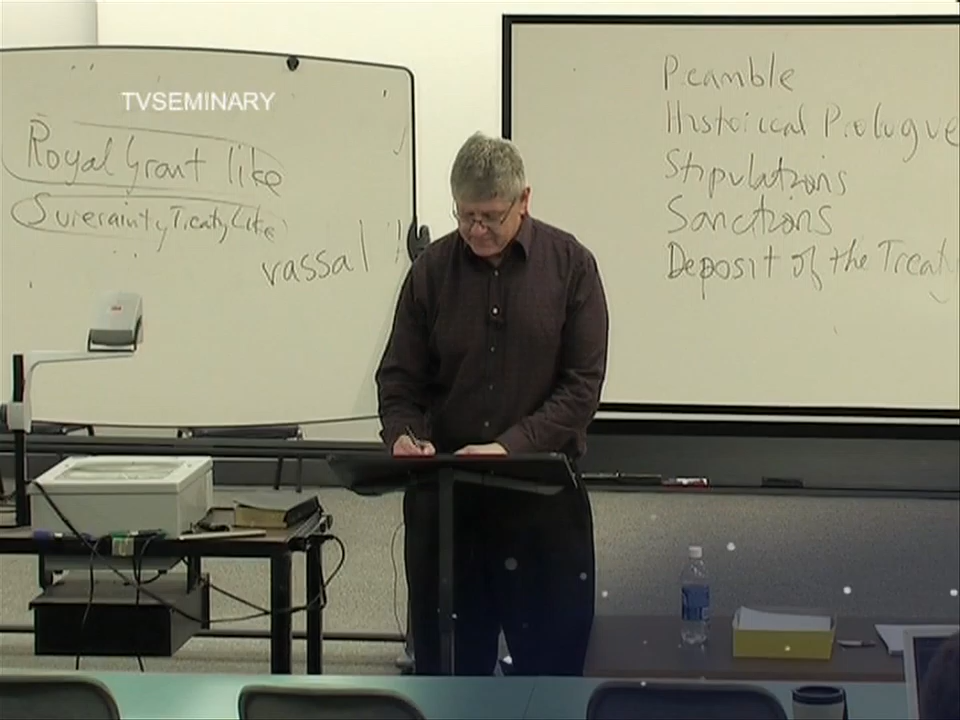 TVSEMINARY
Royal Grant like
Suzerainty Treaty Like
vassal
Preamble
Historical Prologue
Stipulations
Sanctions
Deposit of the Treaty